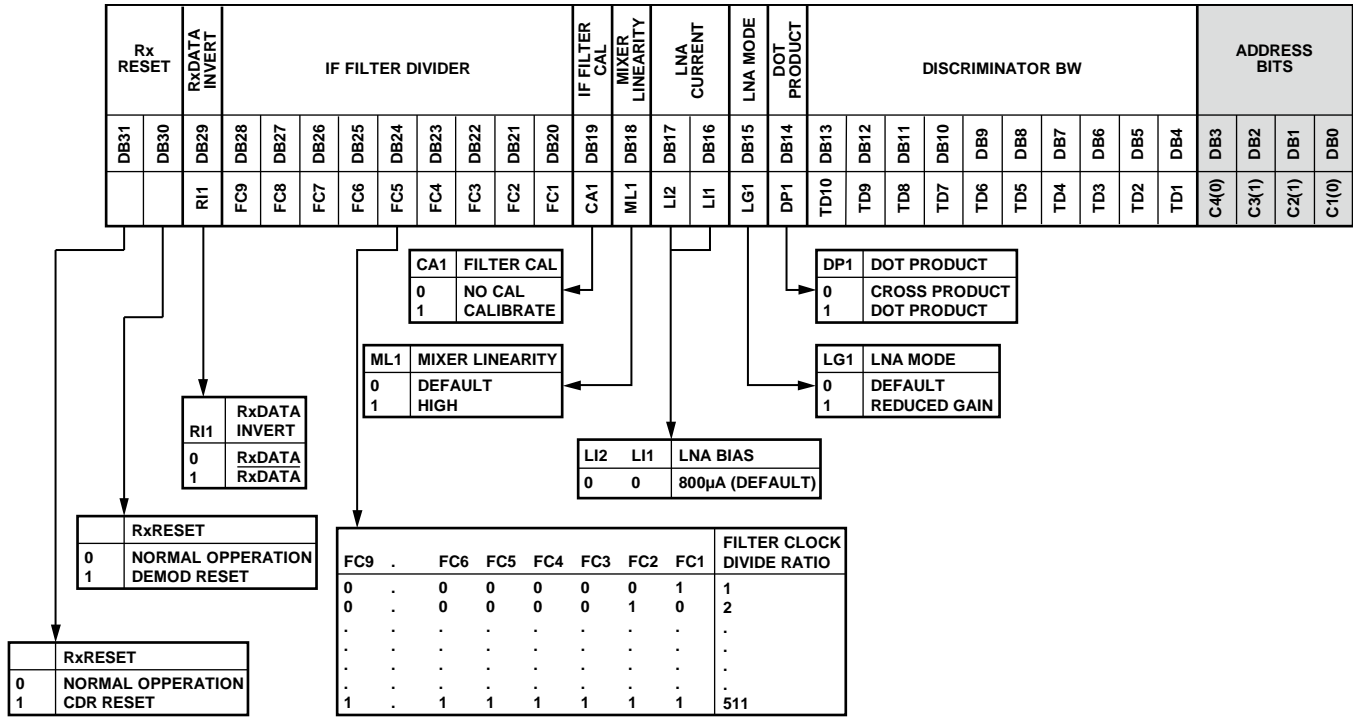 Rx RESET
RxDATA INVERT
IF FILTER DIVIDER
IF FILTER CAL
MIXER LINEARITY
LNA CURRENT
LNA MODE
DOT PRODUCT
DISCRIMINATOR BW
ADDRESS BITS
DB31 DB30 DB29 DB28 DB27 DB26 DB25 DB24 DB23 DB22 DB21 DB20 DB19 DB18 DB17 DB16 DB15 DB14 DB13 DB12 DB11 DB10 DB9 DB8 DB7 DB6 DB5 DB4 DB3 DB2 DB1 DB0
RI1 FC9 FC8 FC7 FC6 FC5 FC4 FC3 FC2 FC1 CA1 ML1 LI2 LI1 LG1 DP1 TD10 TD9 TD8 TD7 TD6 TD5 TD4 TD3 TD2 TD1 C4(0) C3(1) C2(1) C1(0)
CA1 FILTER CAL
0 NO CAL
1 CALIBRATE
DP1 DOT PRODUCT
0 CROSS PRODUCT
1 DOT PRODUCT
ML1 MIXER LINEARITY
0 DEFAULT
1 HIGH
LG1 LNA MODE
0 DEFAULT
1 REDUCED GAIN
RxDATA
RI1 INVERT
0 RxDATA
1 RxDATA
LI2 LI1 LNA BIAS
0 0 800µA (DEFAULT)
RxRESET
0 NORMAL OPPERATION
1 DEMOD RESET
FILTER CLOCK
FC9 . FC6 FC5 FC4 FC3 FC2 FC1 DIVIDE RATIO
0 . 0 0 0 0 0 1 1
0 . 0 0 0 0 1 0 2
. . . . . . . . .
. . . . . . . . .
. . . . . . . . .
. . . . . . . . .
1 . 1 1 1 1 1 1 511
RxRESET
0 NORMAL OPPERATION
1 CDR RESET